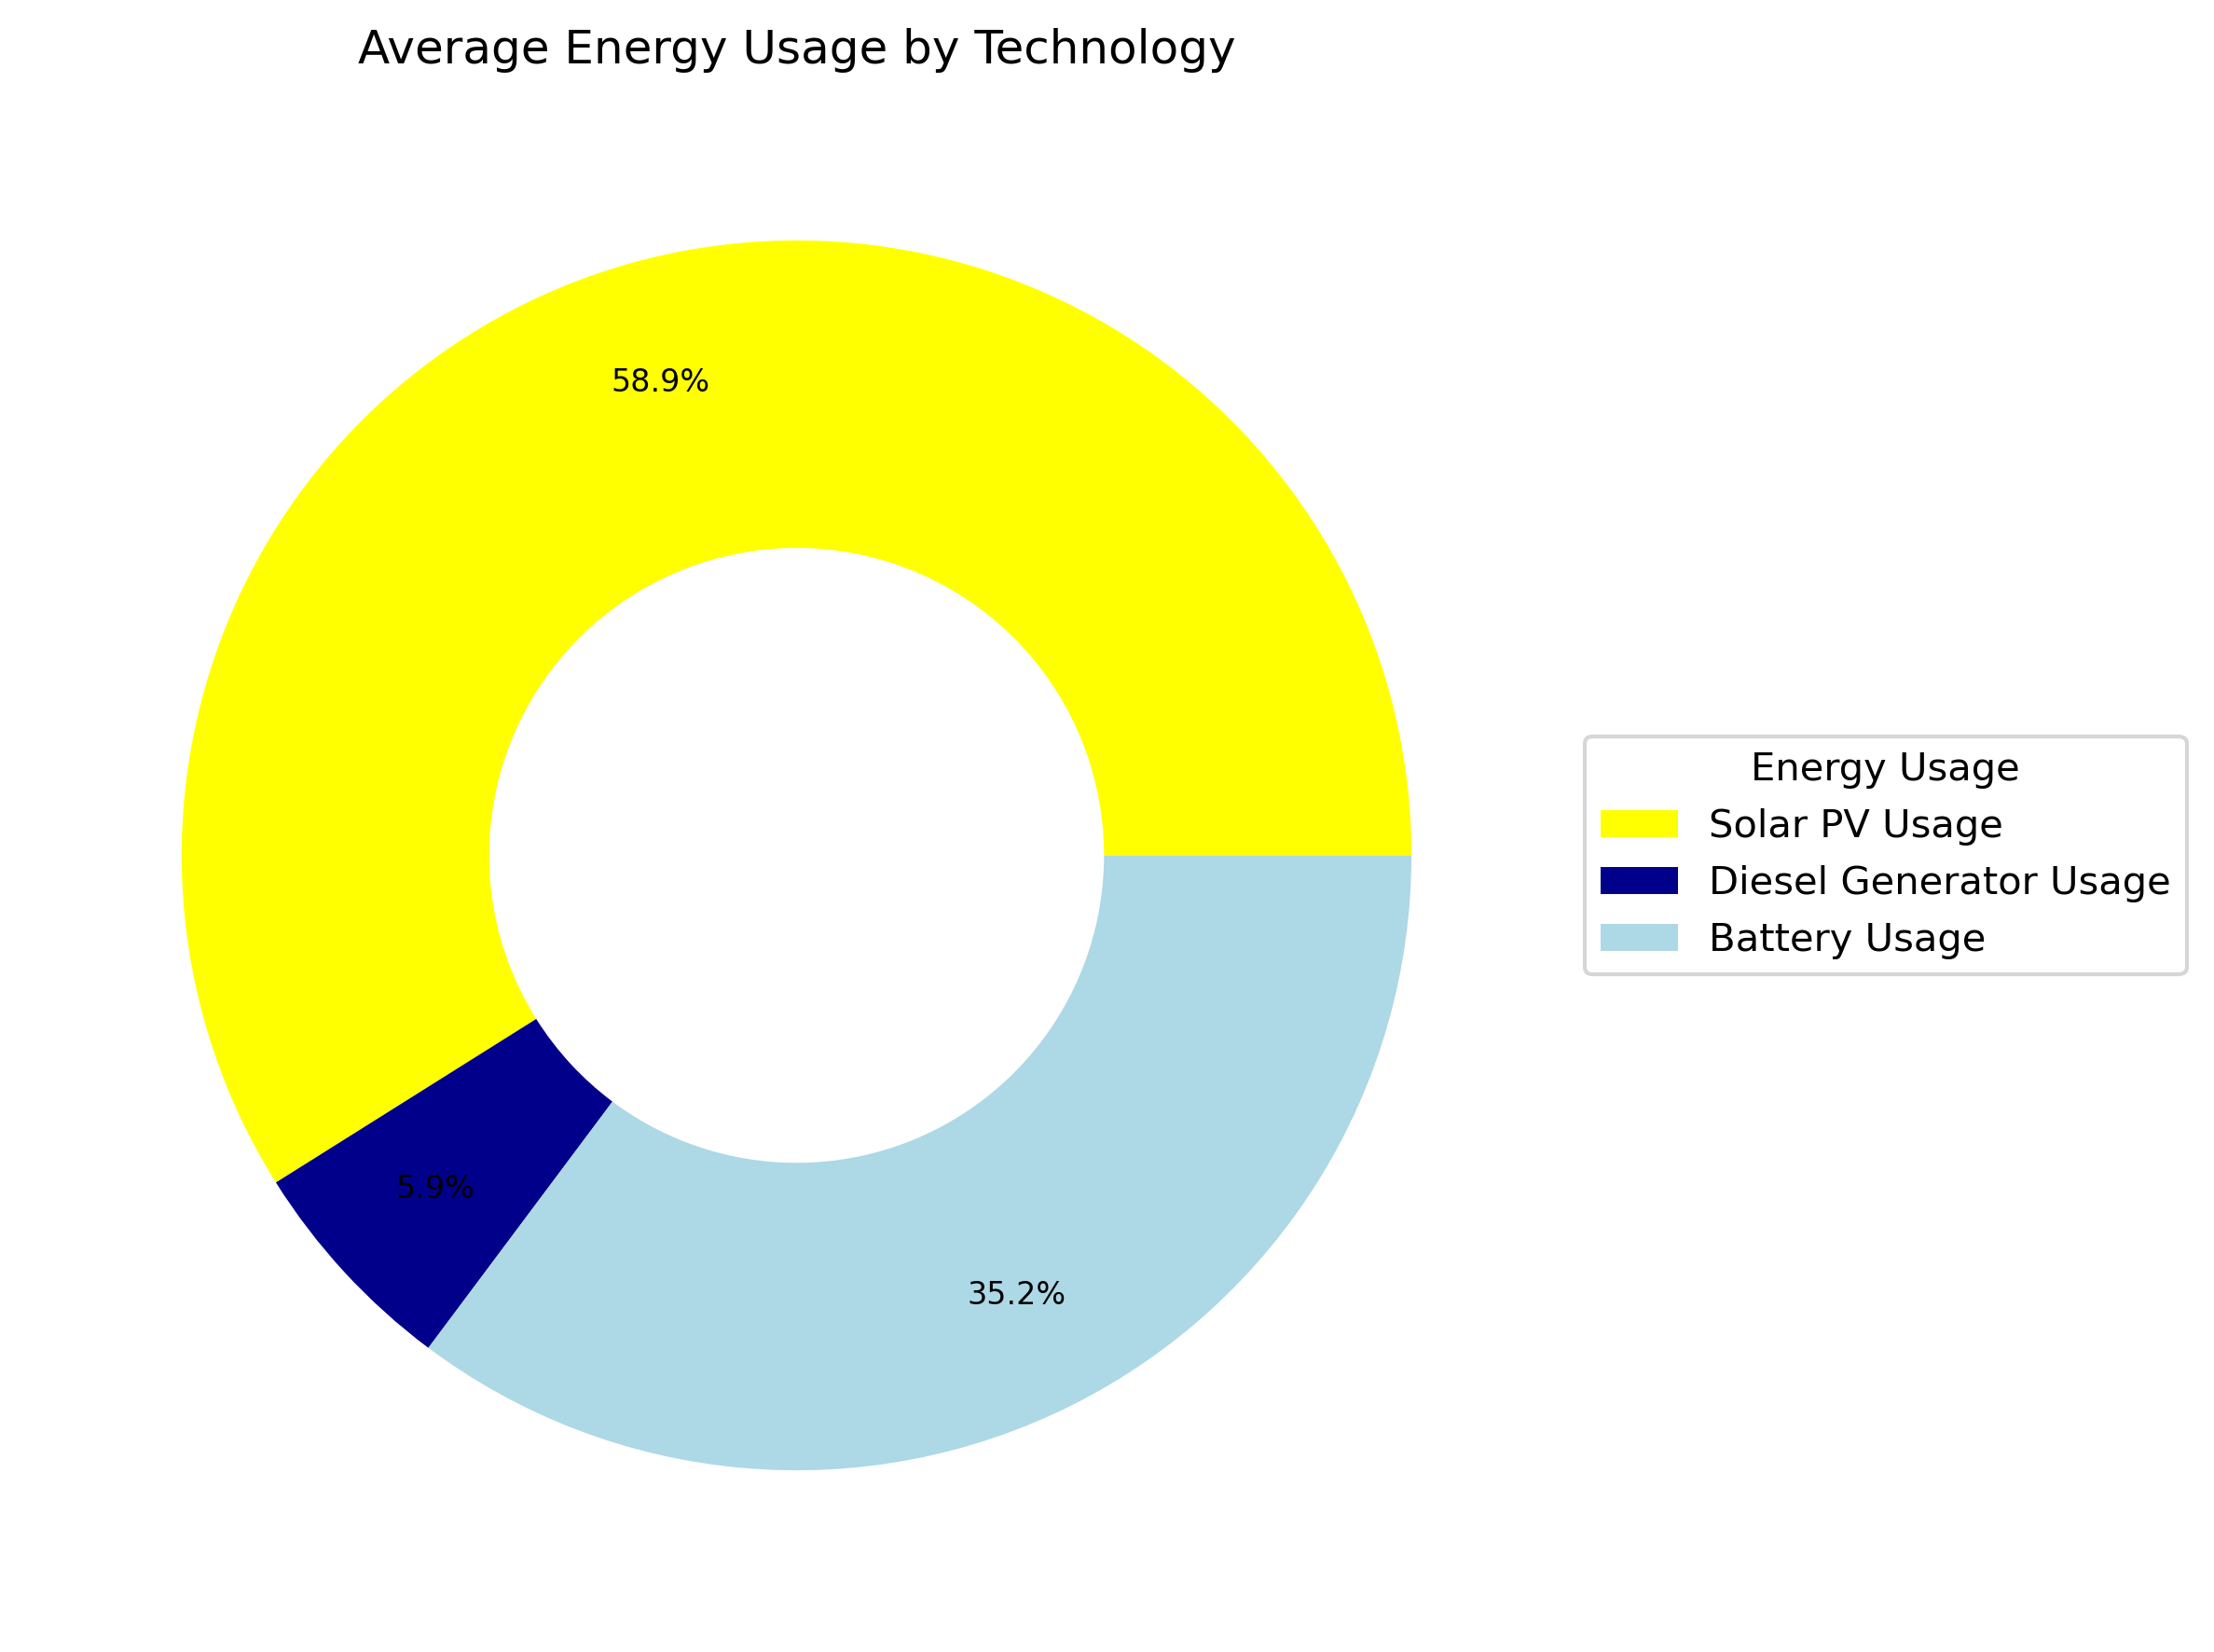 Average Energy Usage by Technology
58.9%
Energy Usage
Solar PV Usage
Diesel Generator Usage
Battery Usage
5.9%
35.2%